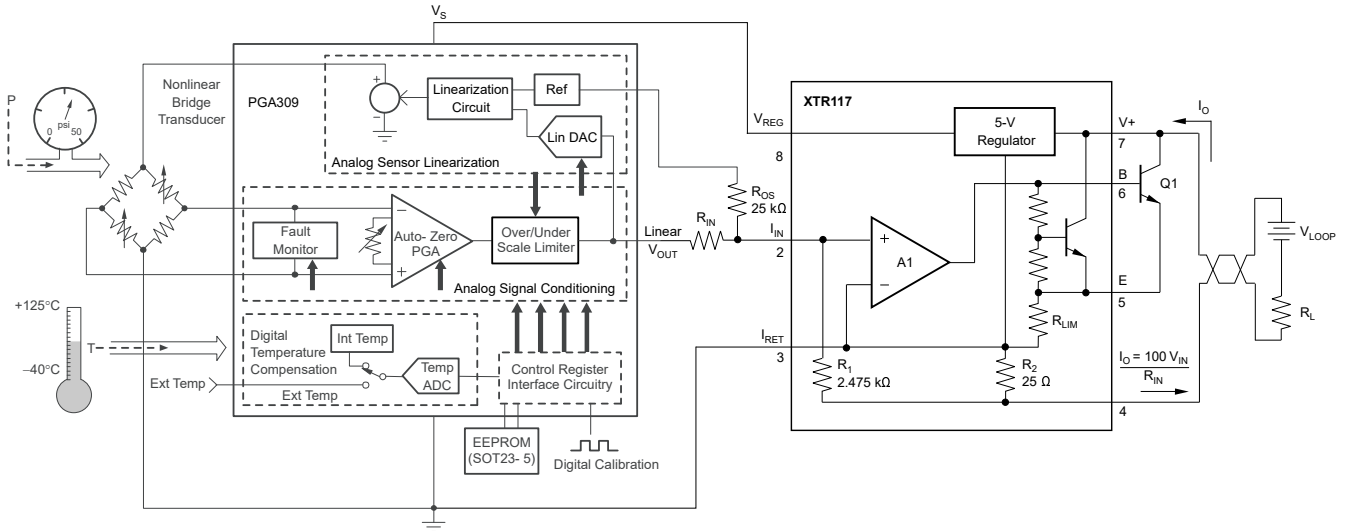 V_S
P
psi
0
50
Nonlinear
Bridge
Transducer
PGA309
+
−
Linearization
Circuit
Ref
Lin DAC
Analog Sensor Linearization
Fault
Monitor
−
Auto- Zero
PGA
+
Over/Under
Scale Limiter
Analog Signal Conditioning
Linear
V_OUT
R_IN
R_OS
25 kΩ
+125°C
−40°C
T
Digital
Temperature
Compensation
Int Temp
Ext Temp
Ext Temp
Temp
ADC
Control Register
Interface Circuitry
EEPROM
(SOT23- 5)
Digital Calibration
XTR117
V_REG
8
5-V
Regulator
V+
7
I_O
B
6
Q1
I_IN
2
+
A1
−
E
5
R_LIM
I_RET
3
R_1
2.475 kΩ
R_2
25 Ω
4
V_LOOP
R_L
I_O = 100 V_IN
R_IN